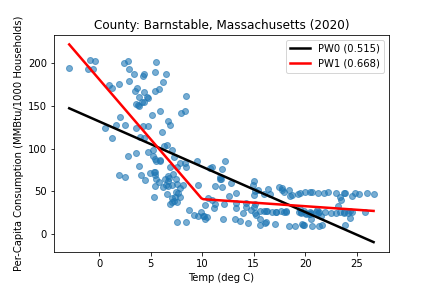 County: Barnstable, Massachusetts (2020)
Per-Capita Consumption (MMBtu/1000 Households)
200
150
100
50
0
PW0 (0.515)
PW1 (0.668)
0 5 10 15 20 25
Temp (deg C)